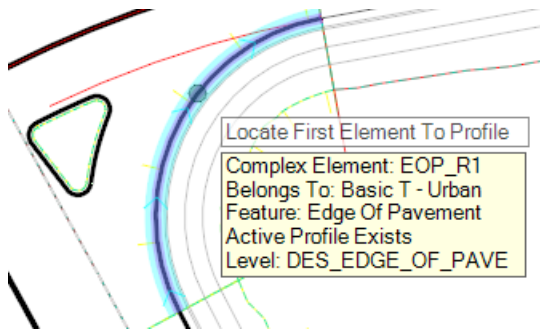 Locate First Element To Profile
Complex Element: EOP_R1
Belongs To: Basic T - Urban
Feature: Edge Of Pavement
Active Profile Exists
Level: DES_EDGE_OF_PAVE